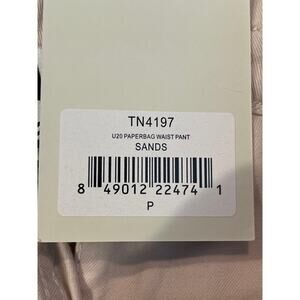 TN4197
U20 PAPERBAG WAIST PANT
SANDS
8 49012 22474 1
P